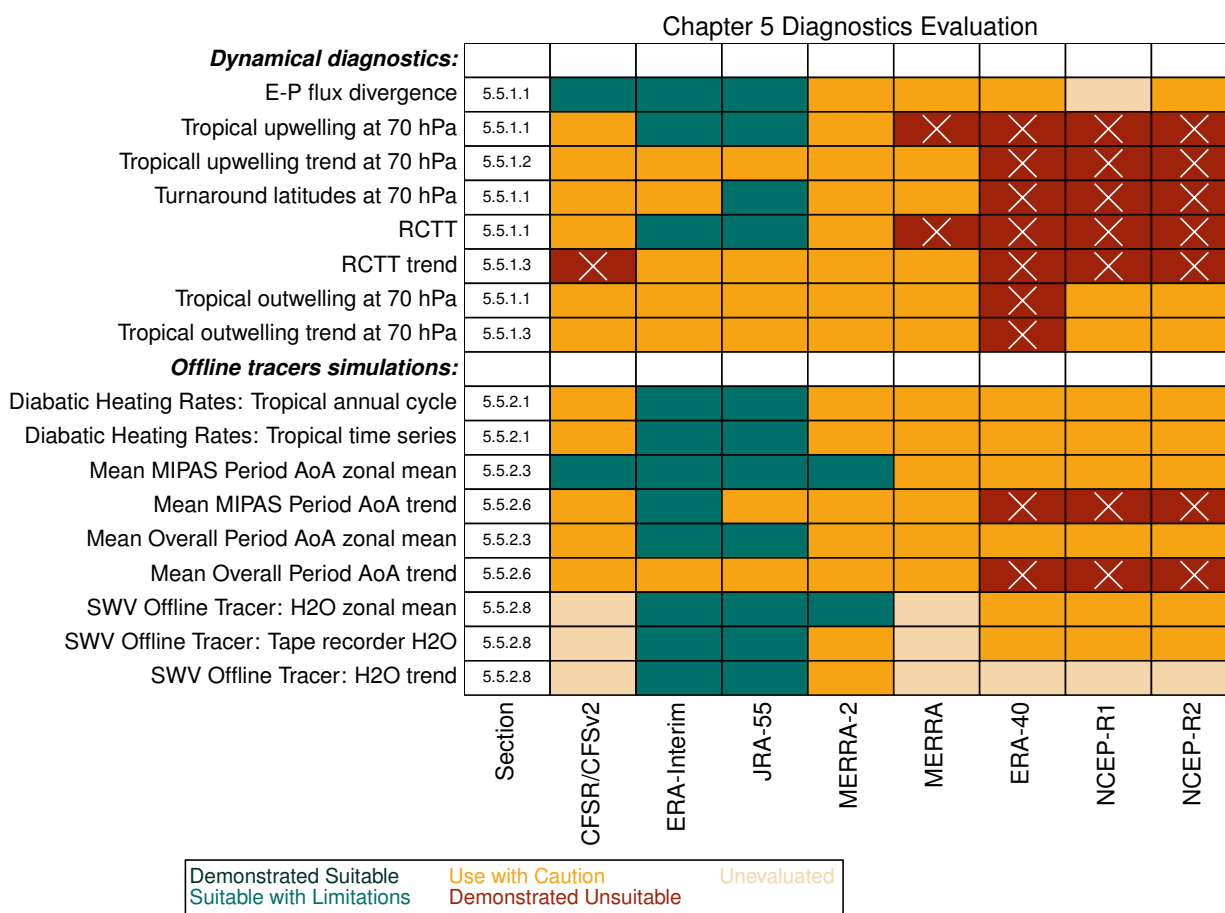 Chapter 5 Diagnostics Evaluation
Dynamical diagnostics:
E-P flux divergence 5.5.1.1
Tropical upwelling at 70 hPa 5.5.1.1
Tropicall upwelling trend at 70 hPa 5.5.1.2
Turnaround latitudes at 70 hPa 5.5.1.1
RCTT 5.5.1.1
RCTT trend 5.5.1.3
Tropical outwelling at 70 hPa 5.5.1.1
Tropical outwelling trend at 70 hPa 5.5.1.3
Offline tracers simulations:
Diabatic Heating Rates: Tropical annual cycle 5.5.2.1
Diabatic Heating Rates: Tropical time series 5.5.2.1
Mean MIPAS Period AoA zonal mean 5.5.2.3
Mean MIPAS Period AoA trend 5.5.2.6
Mean Overall Period AoA zonal mean 5.5.2.3
Mean Overall Period AoA trend 5.5.2.6
SWV Offline Tracer: H2O zonal mean 5.5.2.8
SWV Offline Tracer: Tape recorder H2O 5.5.2.8
SWV Offline Tracer: H2O trend 5.5.2.8
Section
CFSR/CFSv2
ERA-Interim
JRA-55
MERRA-2
MERRA
ERA-40
NCEP-R1
NCEP-R2
Demonstrated Suitable Use with Caution Unevaluated
Suitable with Limitations Demonstrated Unsuitable